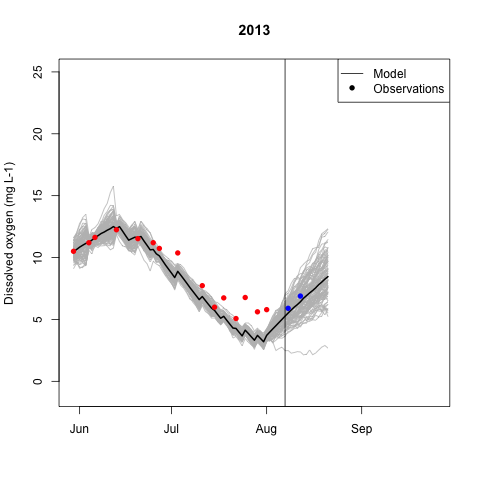 2013
Model
Observations
Dissolved oxygen (mg L-1)
25
20
15
10
5
0
Jun
Jul
Aug
Sep